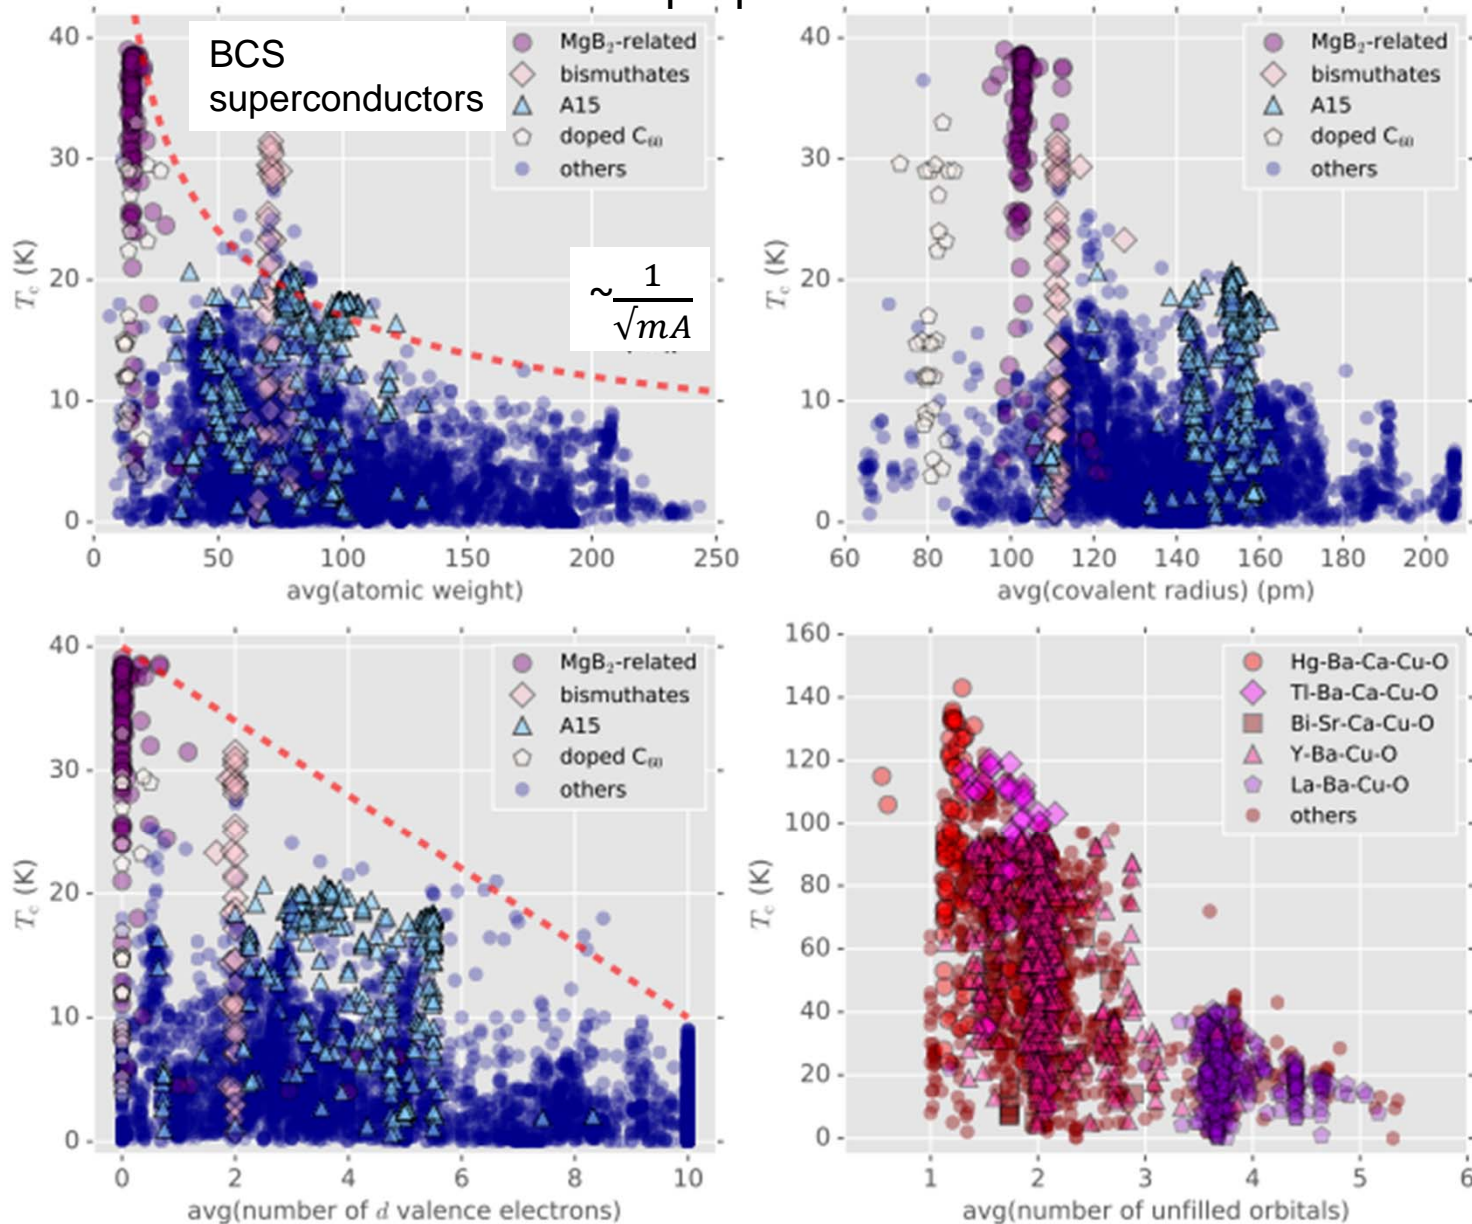 BCS
superconductors
MgB₂-related
bismuthates
A15
doped C₆₀
others
~ 1
√mA
40
30
20
10
0
T_c (K)
0 50 100 150 200 250
avg(atomic weight)
MgB₂-related
bismuthates
A15
doped C₆₀
others
40
30
20
10
0
T_c (K)
60 80 100 120 140 160 180 200
avg(covalent radius) (pm)
MgB₂-related
bismuthates
A15
doped C₆₀
others
40
30
20
10
0
T_c (K)
0 2 4 6 8 10
avg(number of d valence electrons)
Hg-Ba-Ca-Cu-O
Tl-Ba-Ca-Cu-O
Bi-Sr-Ca-Cu-O
Y-Ba-Cu-O
La-Ba-Cu-O
others
160
140
120
100
80
60
40
20
0
T_c (K)
1 2 3 4 5 6
avg(number of unfilled orbitals)